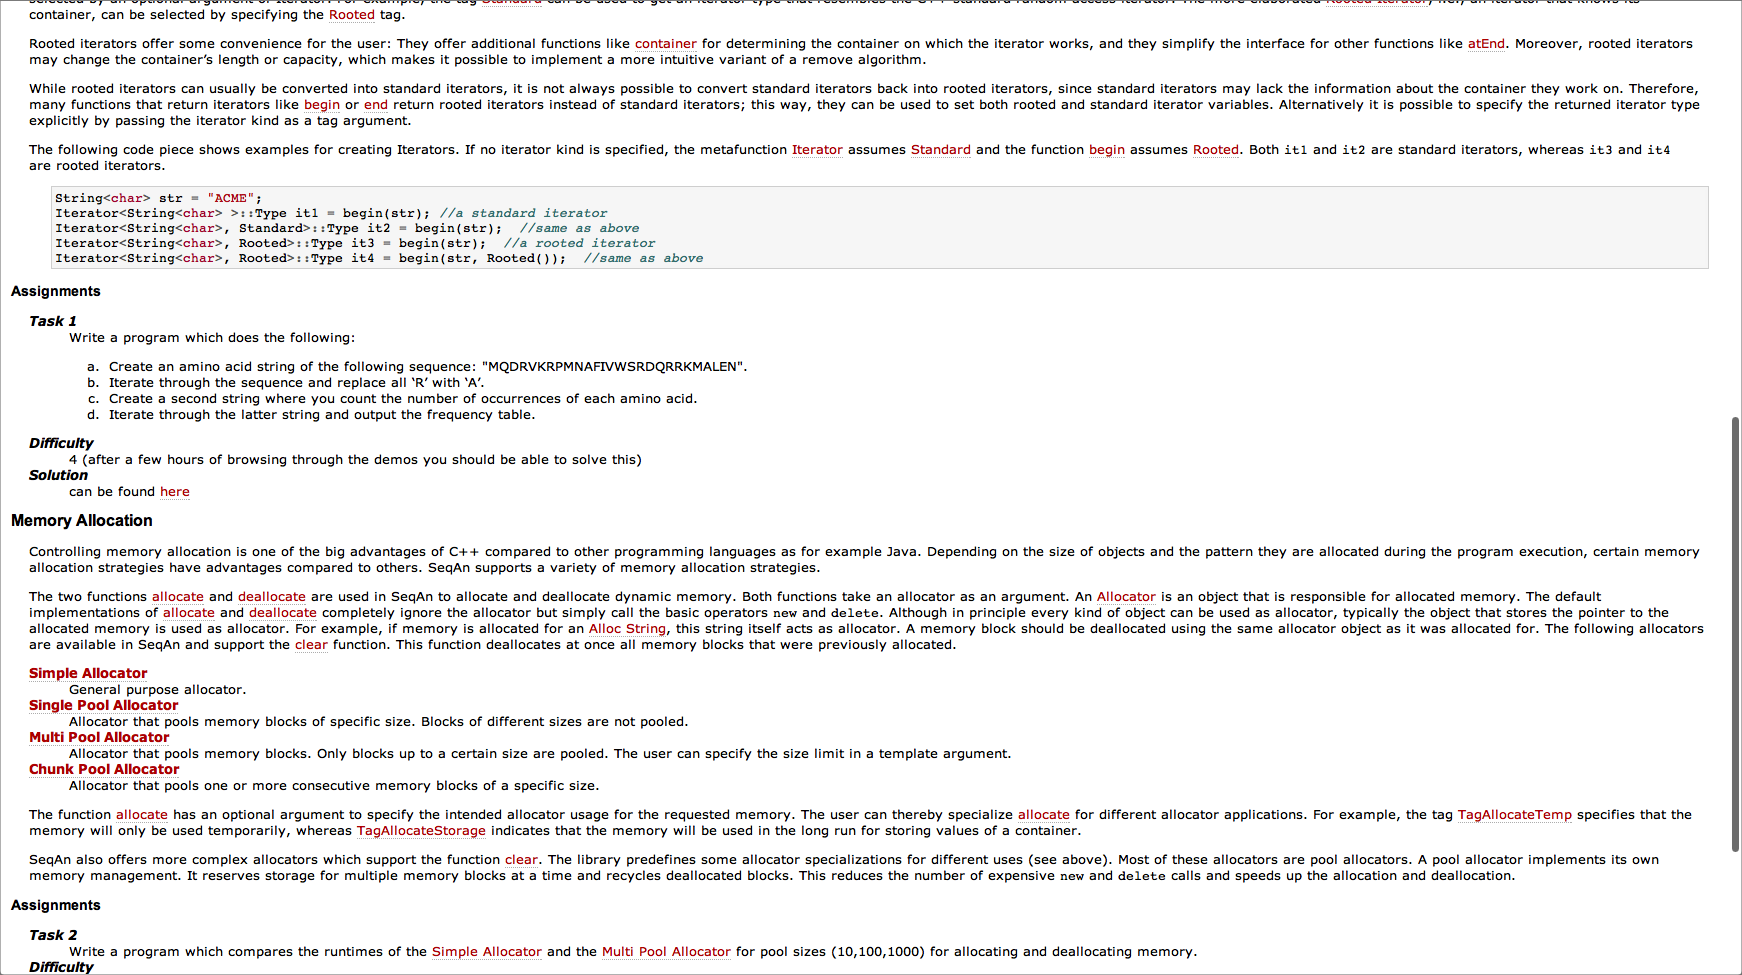 container, can be selected by specifying the Rooted tag.
Rooted iterators offer some convenience for the user: They offer additional functions like container for determining the container on which the iterator works, and they simplify the interface for other functions like atEnd. Moreover, rooted iterators
may change the container's length or capacity, which makes it possible to implement a more intuitive variant of a remove algorithm.
While rooted iterators can usually be converted into standard iterators, it is not always possible to convert standard iterators back into rooted iterators, since standard iterators may lack the information about the container they work on. Therefore,
many functions that return iterators like begin or end return rooted iterators instead of standard iterators; this way, they can be used to set both rooted and standard iterator variables. Alternatively it is possible to specify the returned iterator type
explicitly by passing the iterator kind as a tag argument.
The following code piece shows examples for creating Iterators. If no iterator kind is specified, the metafunction Iterator assumes Standard and the function begin assumes Rooted. Both it1 and it2 are standard iterators, whereas it3 and it4
are rooted iterators.
String<char> str = "ACME";
Iterator<String<char> >::Type it1 = begin(str); //a standard iterator
Iterator<String<char>, Standard>::Type it2 = begin(str);  //same as above
Iterator<String<char>, Rooted>::Type it3 = begin(str);  //a rooted iterator
Iterator<String<char>, Rooted>::Type it4 = begin(str, Rooted());  //same as above
Assignments
Task 1
Write a program which does the following:
a. Create an amino acid string of the following sequence: "MQDRVKRPMNAFIVWSRDQRRKMALEN".
b. Iterate through the sequence and replace all 'R' with 'A'.
c. Create a second string where you count the number of occurrences of each amino acid.
d. Iterate through the latter string and output the frequency table.
Difficulty
4 (after a few hours of browsing through the demos you should be able to solve this)
Solution
can be found here
Memory Allocation
Controlling memory allocation is one of the big advantages of C++ compared to other programming languages as for example Java. Depending on the size of objects and the pattern they are allocated during the program execution, certain memory
allocation strategies have advantages compared to others. SeqAn supports a variety of memory allocation strategies.
The two functions allocate and deallocate are used in SeqAn to allocate and deallocate dynamic memory. Both functions take an allocator as an argument. An Allocator is an object that is responsible for allocated memory. The default
implementations of allocate and deallocate completely ignore the allocator but simply call the basic operators new and delete. Although in principle every kind of object can be used as allocator, typically the object that stores the pointer to the
allocated memory is used as allocator. For example, if memory is allocated for an Alloc String, this string itself acts as allocator. A memory block should be deallocated using the same allocator object as it was allocated for. The following allocators
are available in SeqAn and support the clear function. This function deallocates at once all memory blocks that were previously allocated.
Simple Allocator
General purpose allocator.
Single Pool Allocator
Allocator that pools memory blocks of specific size. Blocks of different sizes are not pooled.
Multi Pool Allocator
Allocator that pools memory blocks. Only blocks up to a certain size are pooled. The user can specify the size limit in a template argument.
Chunk Pool Allocator
Allocator that pools one or more consecutive memory blocks of a specific size.
The function allocate has an optional argument to specify the intended allocator usage for the requested memory. The user can thereby specialize allocate for different allocator applications. For example, the tag TagAllocateTemp specifies that the
memory will only be used temporarily, whereas TagAllocateStorage indicates that the memory will be used in the long run for storing values of a container.
SeqAn also offers more complex allocators which support the function clear. The library predefines some allocator specializations for different uses (see above). Most of these allocators are pool allocators. A pool allocator implements its own
memory management. It reserves storage for multiple memory blocks at a time and recycles deallocated blocks. This reduces the number of expensive new and delete calls and speeds up the allocation and deallocation.
Assignments
Task 2
Write a program which compares the runtimes of the Simple Allocator and the Multi Pool Allocator for pool sizes (10,100,1000) for allocating and deallocating memory.
Difficulty